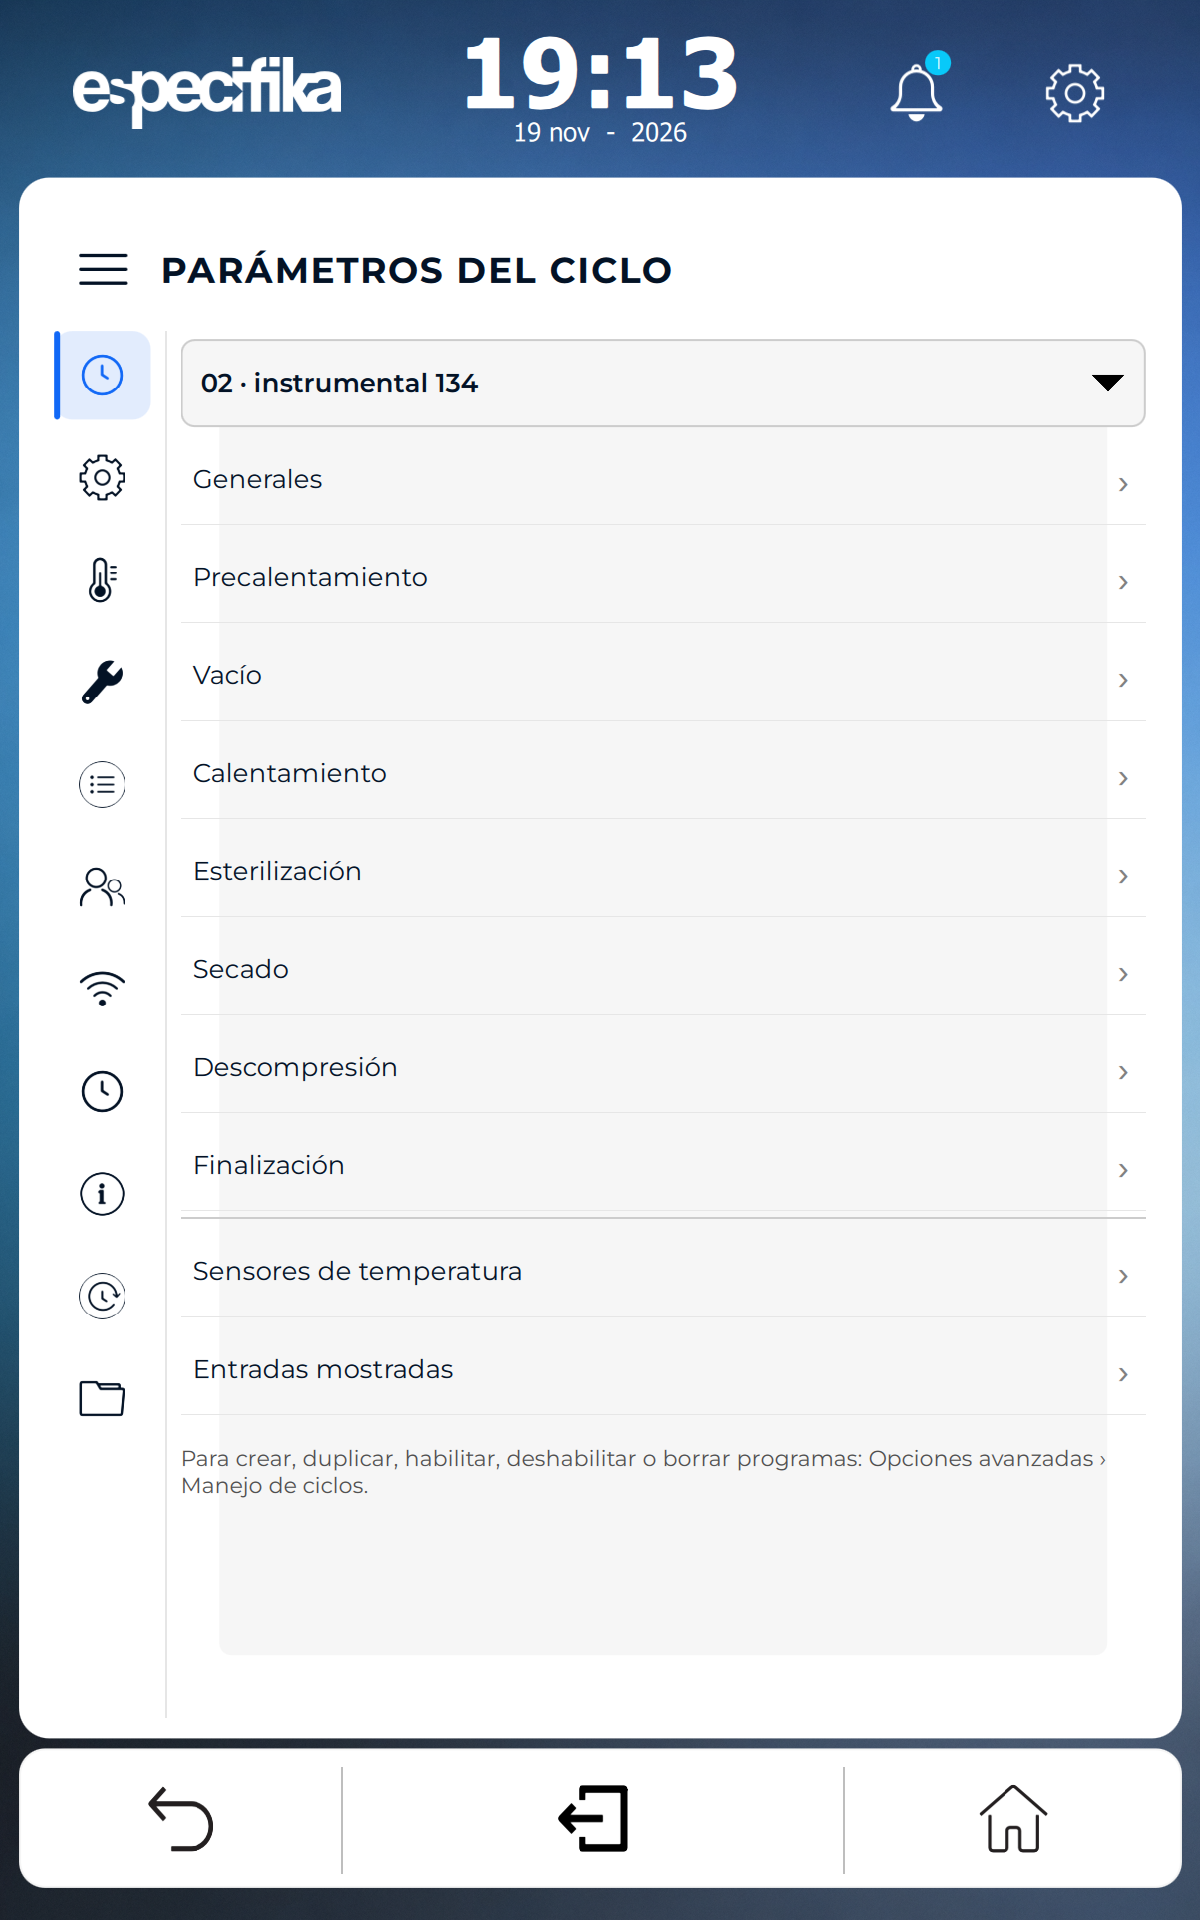 especifika
19:13
19 nov - 2026
1
PARÁMETROS DEL CICLO
02 · instrumental 134
Generales
Precalentamiento
Vacío
Calentamiento
Esterilización
Secado
Descompresión
Finalización
Sensores de temperatura
Entradas mostradas
Para crear, duplicar, habilitar, deshabilitar o borrar programas: Opciones avanzadas ›
Manejo de ciclos.